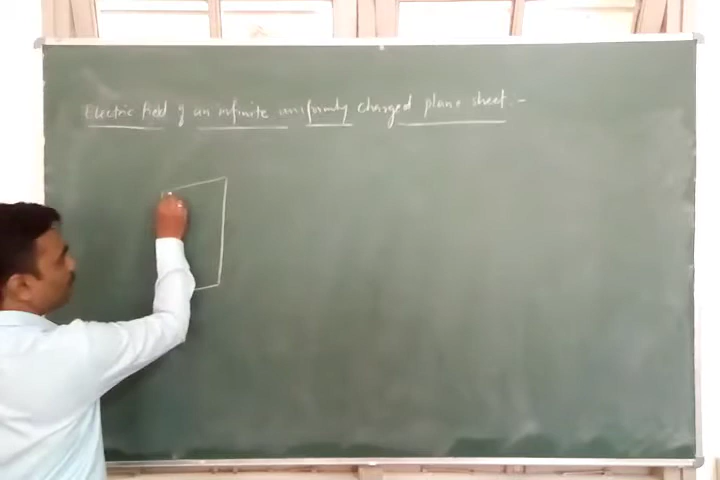 Electric field of an infinite uniformly charged plane sheet :-